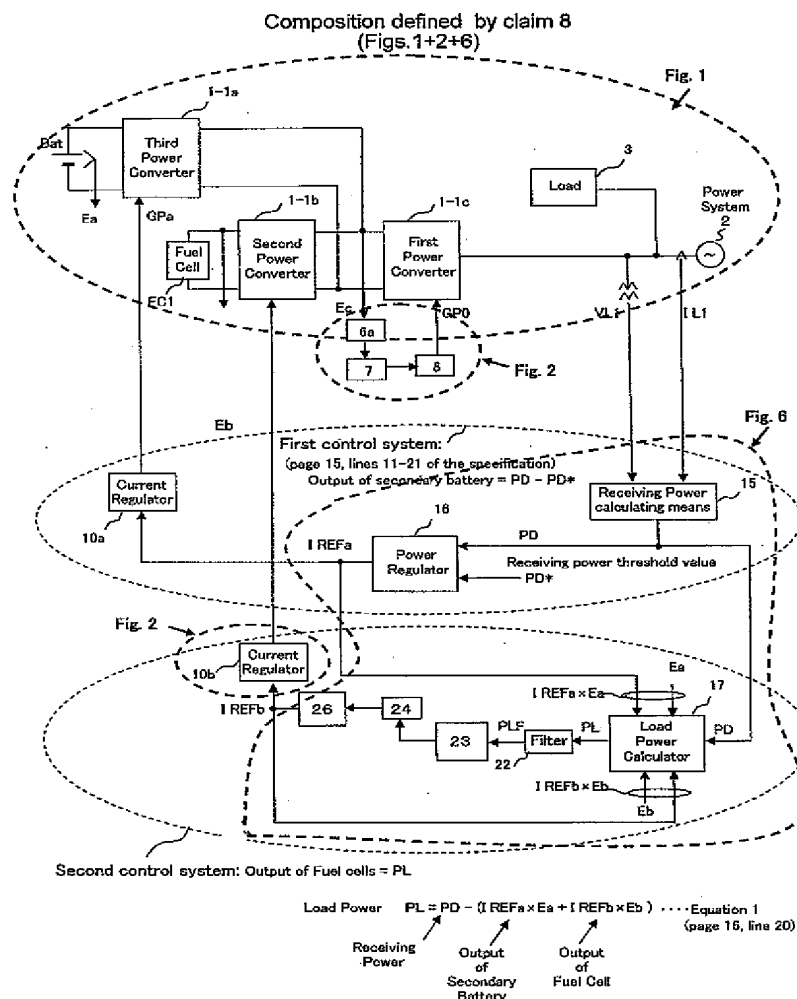 Composition defined by claim 8
(Figs.1+2+6)
Fig. 1
1-1a
Bat
Third
Power
Converter
Ea
GPa
3
Load
Power
System
2
1-1b
1-1c
Fuel
Cell
Second
Power
Converter
First
Power
Converter
EC1
Ec
GP0
VL1
IL1
6a
7
8
Fig. 2
Eb
Fig. 6
First control system:
(page 15, lines 11-21 of the specification)
Output of secondary battery = PD - PD*
Current
Regulator
10a
Receiving Power
calculating means
15
16
I REFa
Power
Regulator
PD
Receiving power threshold value
PD*
Fig. 2
Current
Regulator
10b
Ea
I REFa×Ea
17
I REFb
26
24
23
PLF
Filter
22
PL
Load
Power
Calculator
PD
I REFb×Eb
Eb
Second control system: Output of Fuel cells = PL
Load Power PL = PD - (I REFa×Ea + I REFb×Eb) ····Equation 1
(page 16, line 20)
Receiving
Power
Output
of
Secondary
Battery
Output
of
Fuel Cell